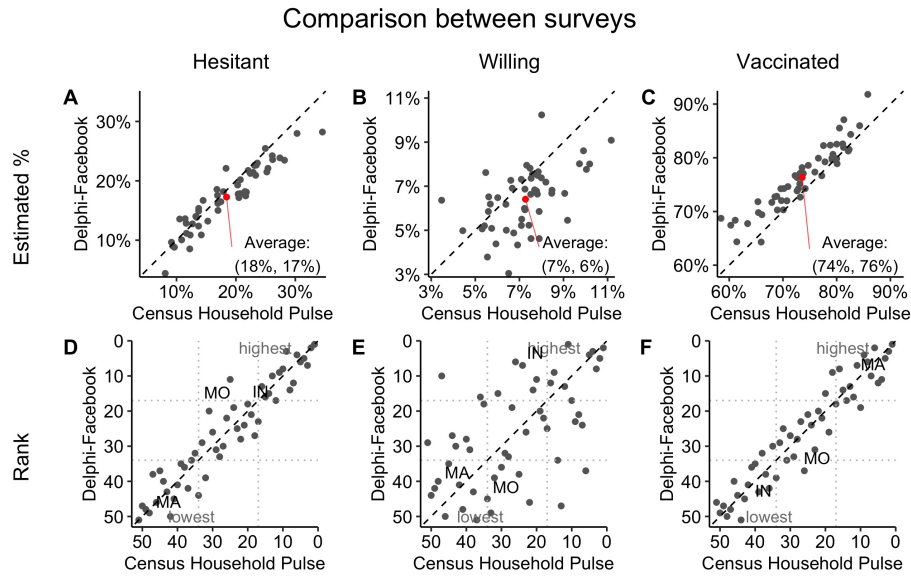 Comparison between surveys
Hesitant
Willing
Vaccinated
Estimated %
A
Delphi-Facebook
30%
20%
10%
Average:
(18%, 17%)
10% 20% 30%
Census Household Pulse
B
Delphi-Facebook
11%
9%
7%
5%
3%
Average:
(7%, 6%)
3% 5% 7% 9% 11%
Census Household Pulse
C
Delphi-Facebook
90%
80%
70%
60%
Average:
(74%, 76%)
60% 70% 80% 90%
Census Household Pulse
Rank
D
Delphi-Facebook
0
10
20
30
40
50
highest
MO
IN
MA
lowest
50 40 30 20 10 0
Census Household Pulse
E
Delphi-Facebook
0
10
20
30
40
50
highest
IN
MA
MO
lowest
50 40 30 20 10 0
Census Household Pulse
F
Delphi-Facebook
0
10
20
30
40
50
highest
MA
MO
IN
lowest
50 40 30 20 10 0
Census Household Pulse